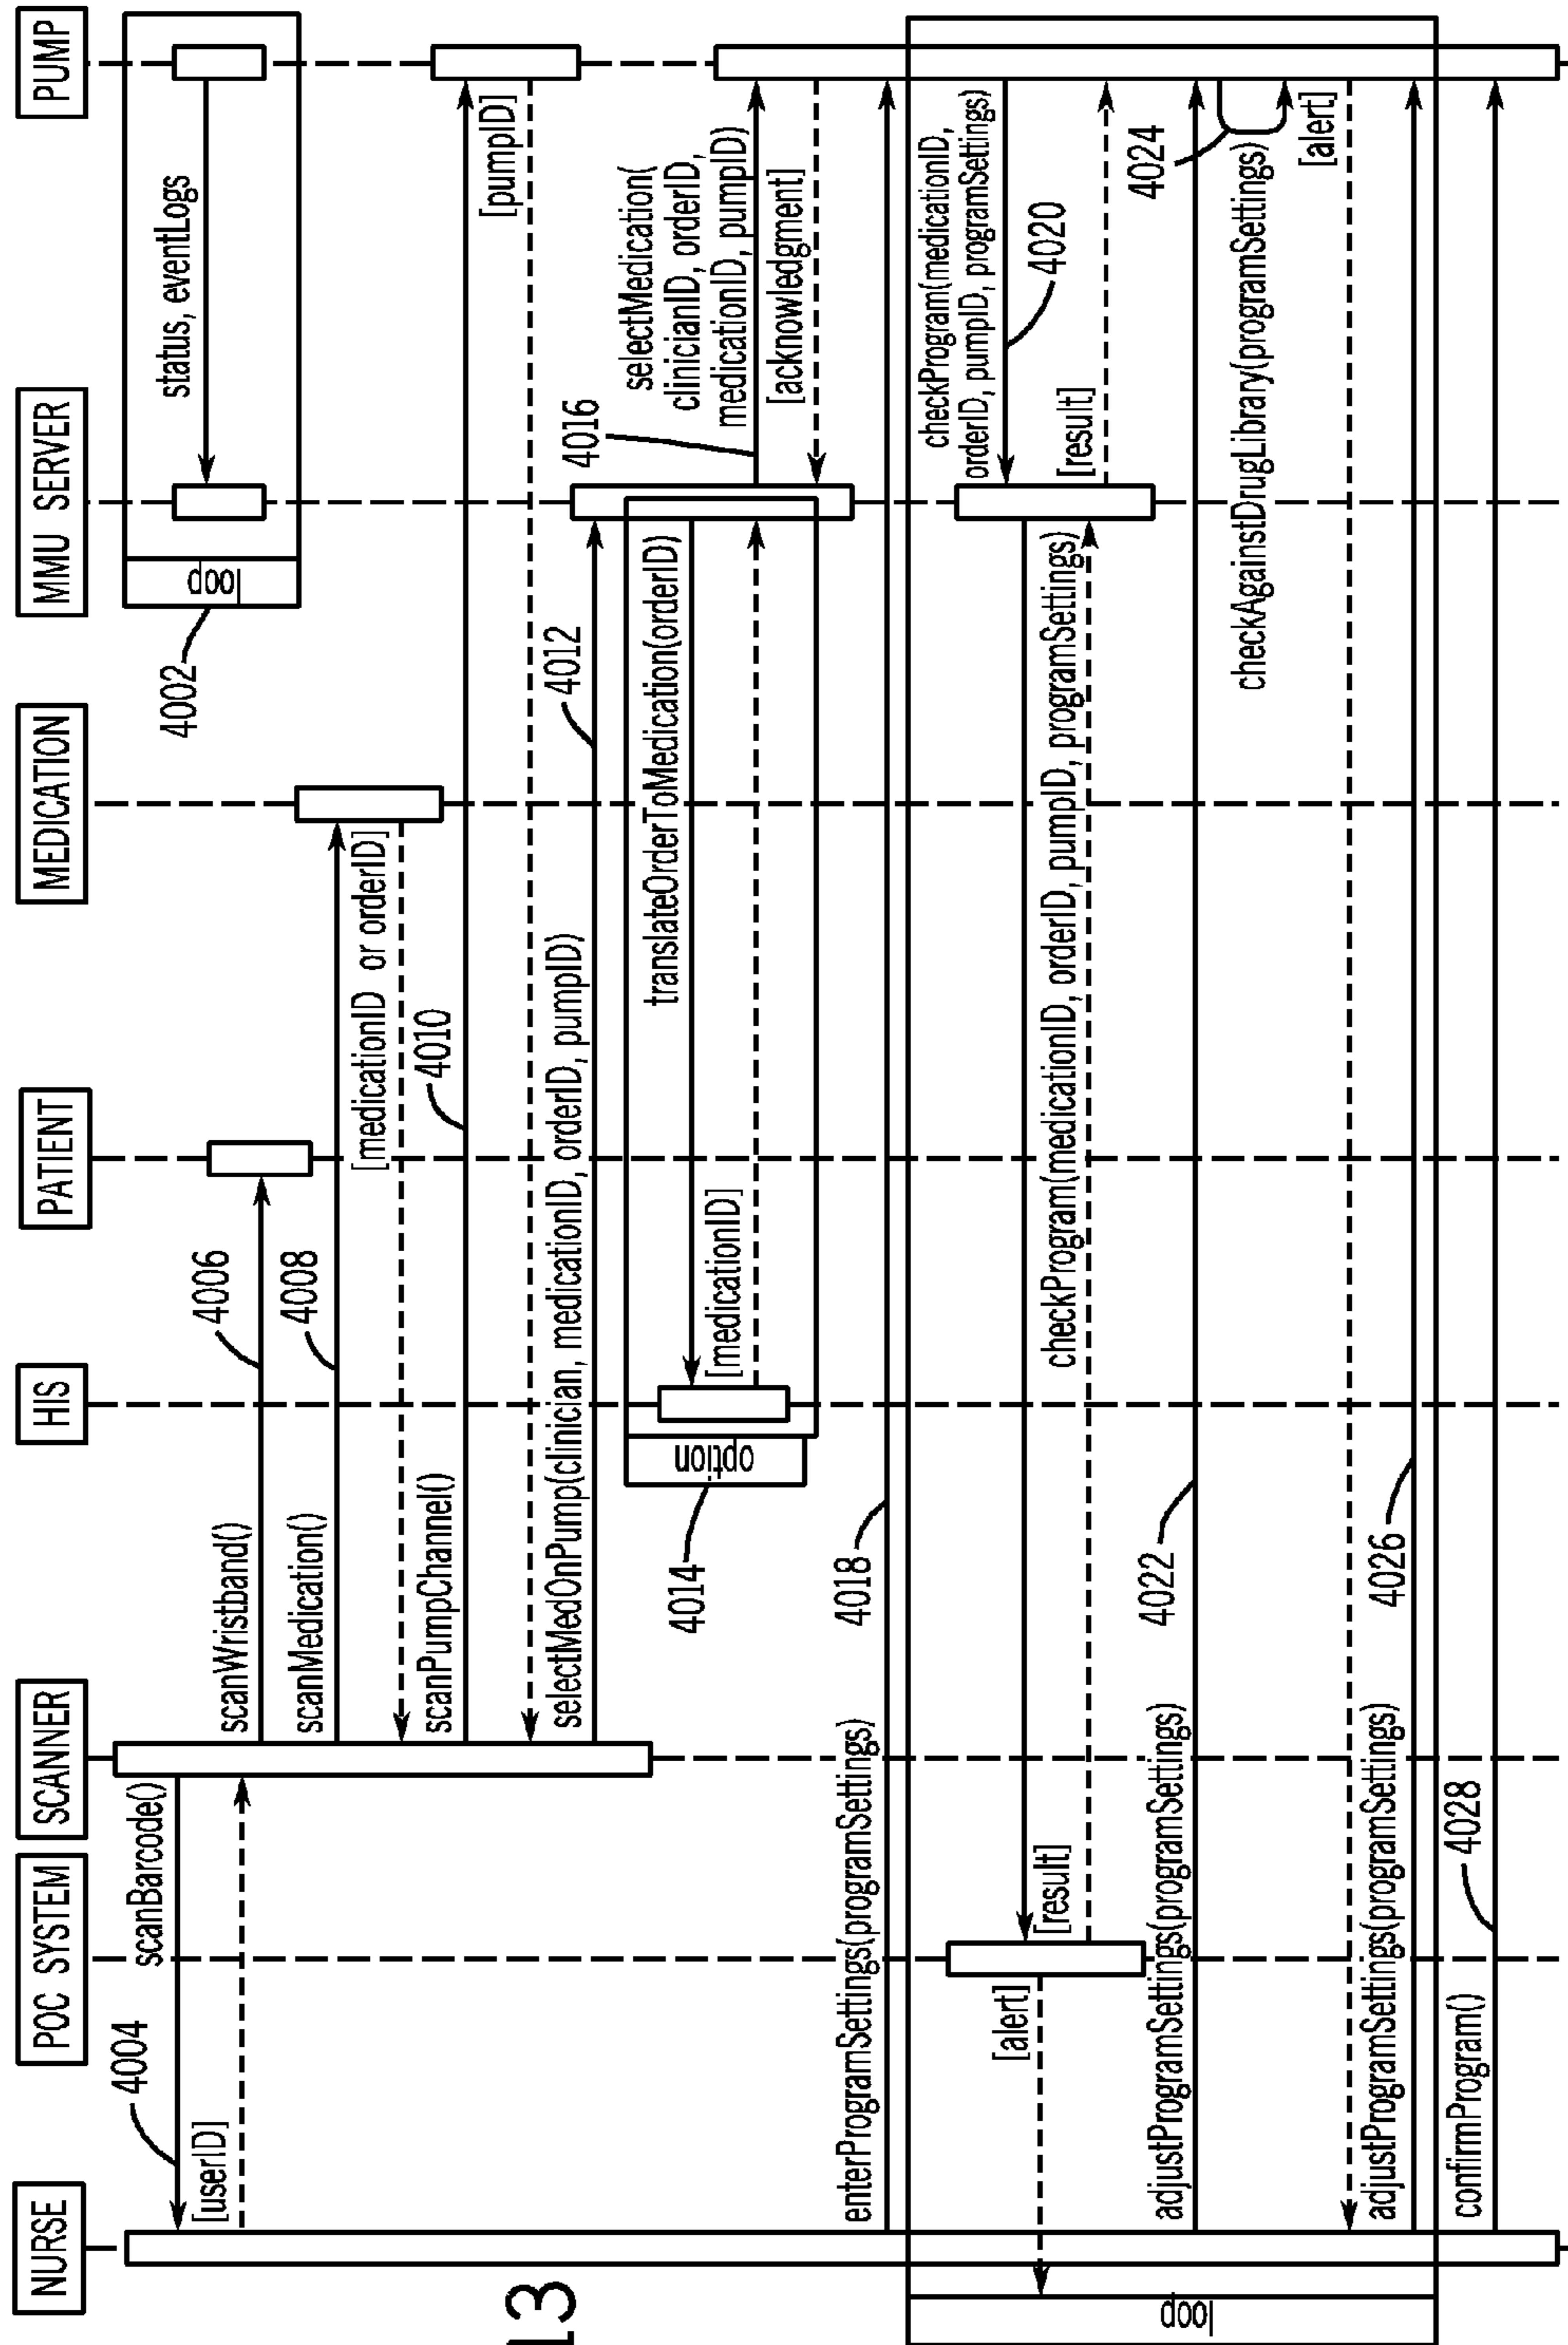 NURSE
POC SYSTEM
SCANNER
HIS
PATIENT
MEDICATION
MMU SERVER
PUMP
loop
4002
status, eventLogs
4004
scanBarcode()
[userID]
scanWristband()
4006
scanMedication()
4008
[medicationID or orderID]
scanPumpChannel()
4010
[pumpID]
selectMedOnPump(clinician, medicationID, orderID, pumpID)
4012
option
4014
translateOrderToMedication(orderID)
[medicationID]
4016
selectMedication(
clinicianID, orderID,
medicationID, pumpID)
[acknowledgment]
enterProgramSettings(programSettings)
4018
loop
checkProgram(medicationID,
orderID, pumpID, programSettings)
4020
[alert]
[result]
checkProgram(medicationID, orderID, pumpID, programSettings)
[result]
adjustProgramSettings(programSettings)
4022
4024
checkAgainstDrugLibrary(programSettings)
[alert]
adjustProgramSettings(programSettings)
4026
confirmProgram()
4028
13